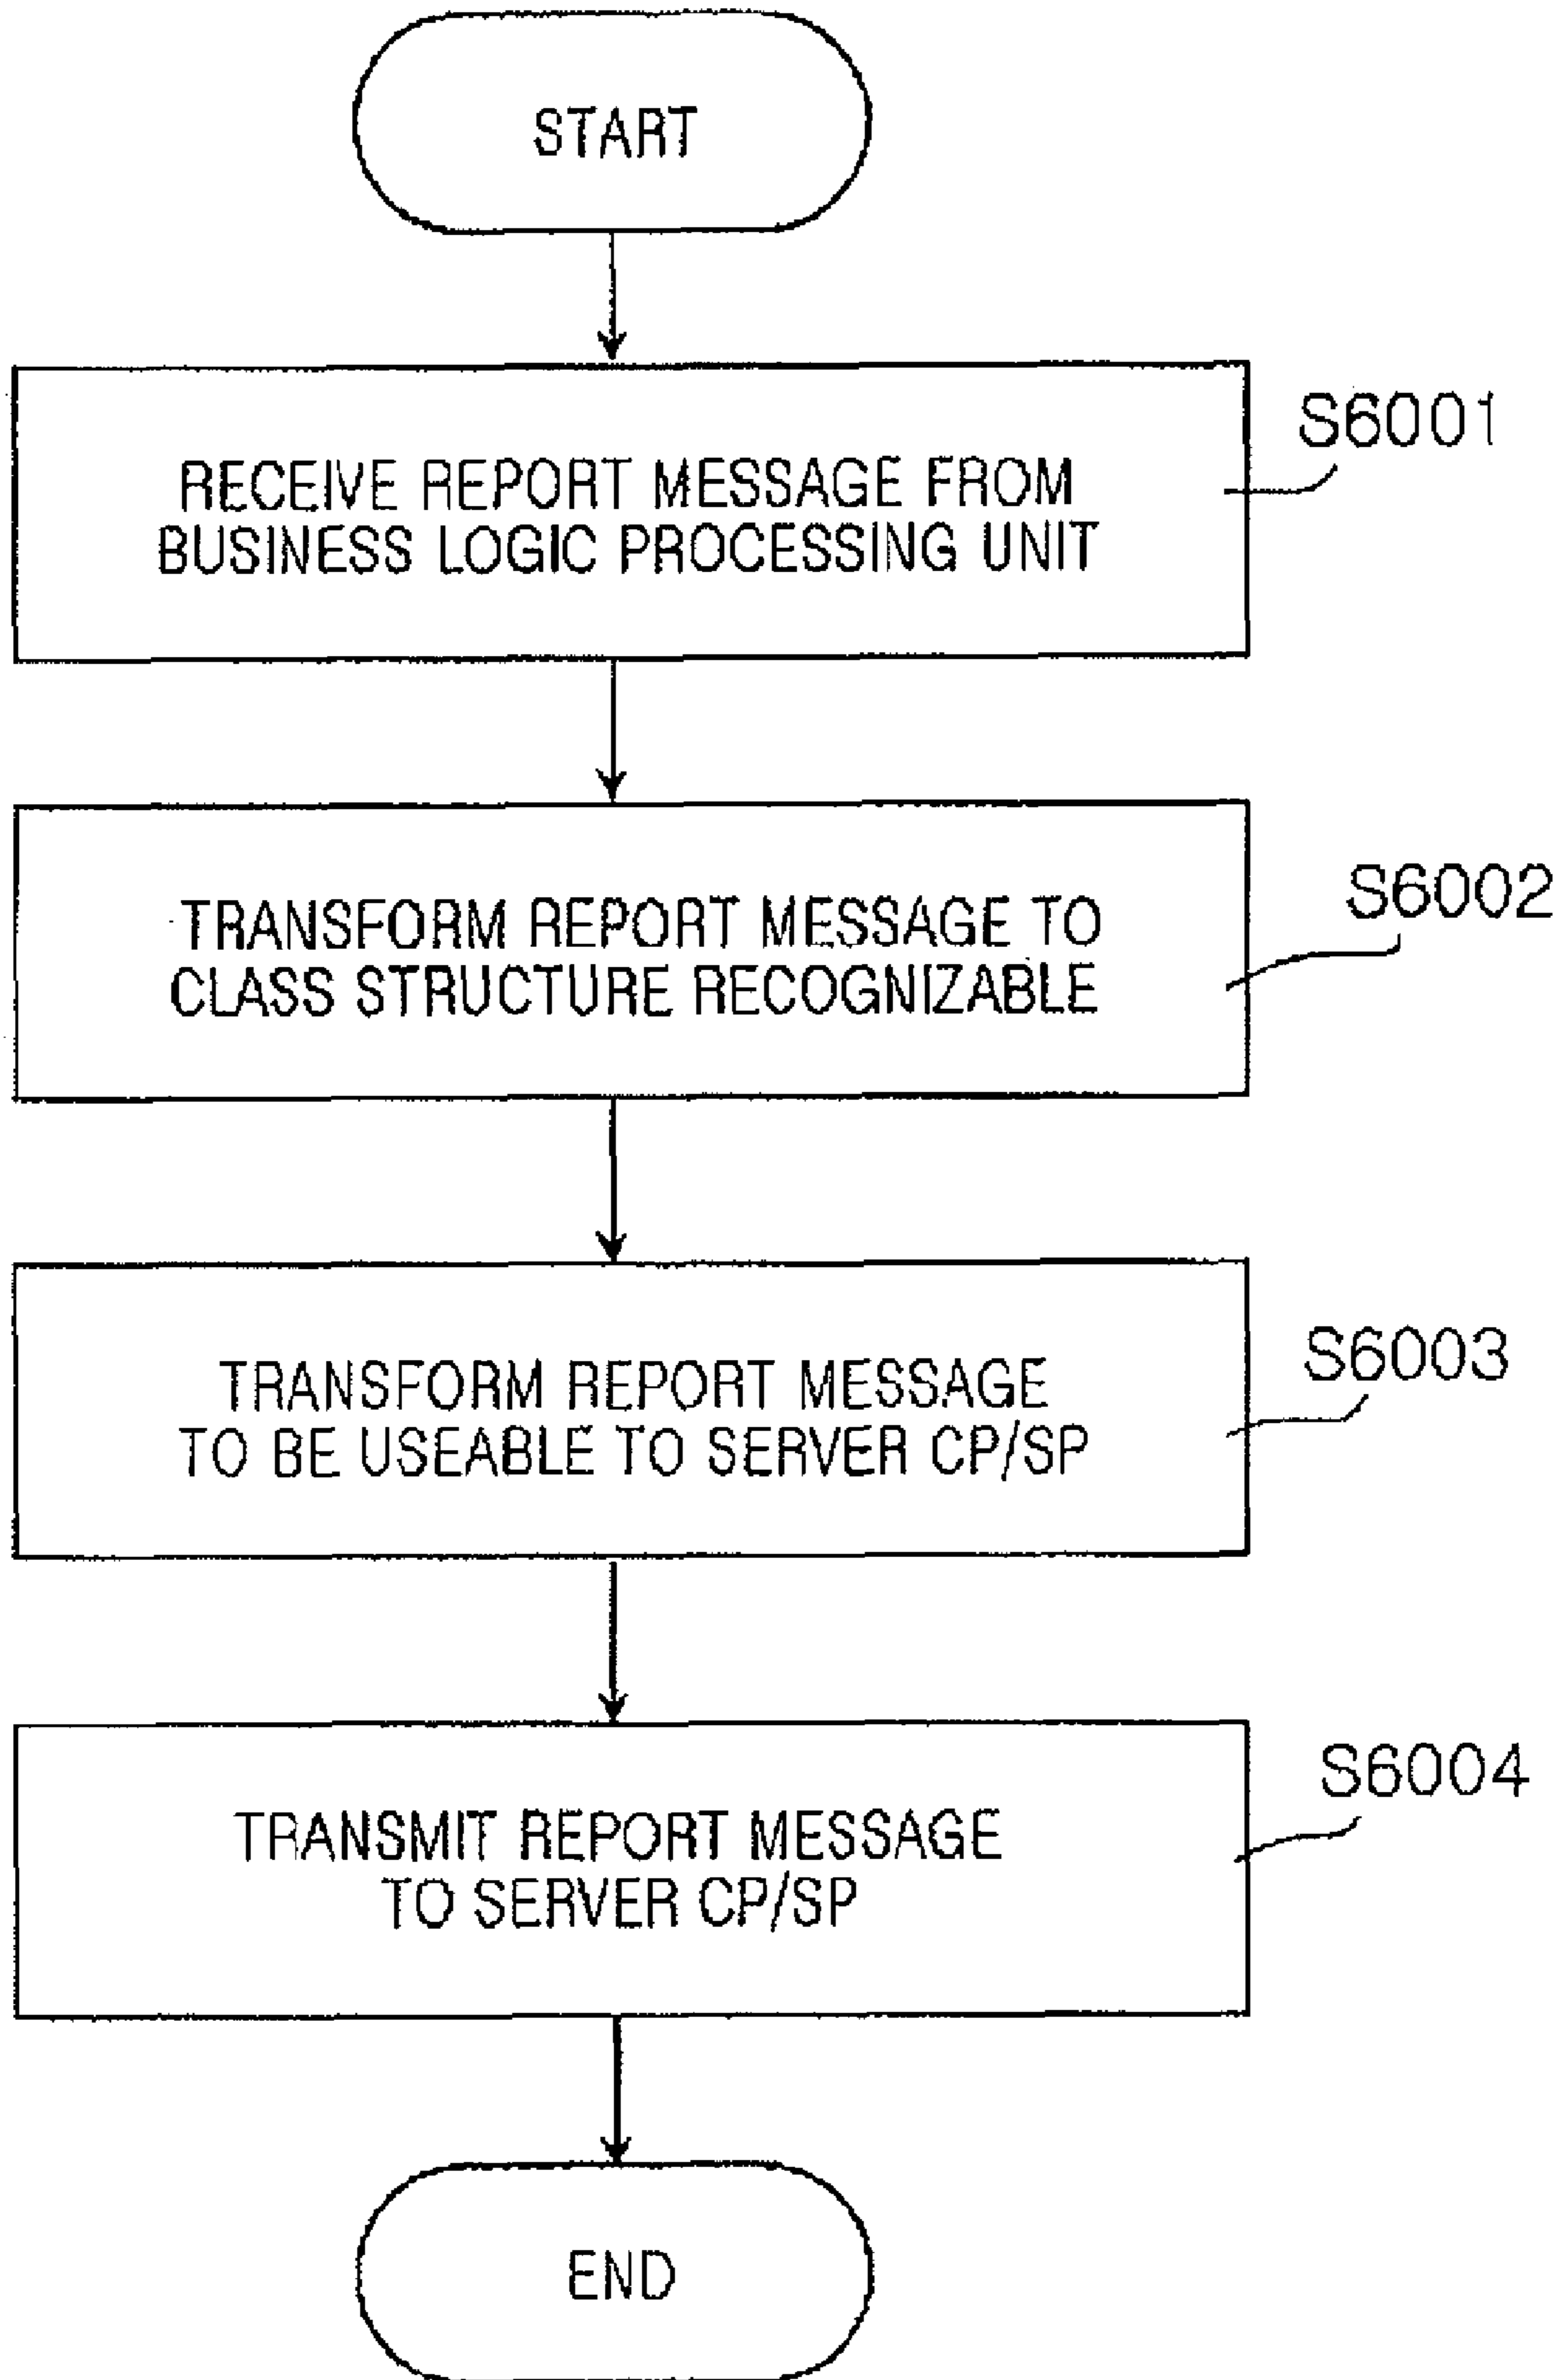 START
S6001
RECEIVE REPORT MESSAGE FROM
BUSINESS LOGIC PROCESSING UNIT
S6002
TRANSFORM REPORT MESSAGE TO
CLASS STRUCTURE RECOGNIZABLE
S6003
TRANSFORM REPORT MESSAGE
TO BE USEABLE TO SERVER CP/SP
S6004
TRANSMIT REPORT MESSAGE
TO SERVER CP/SP
END